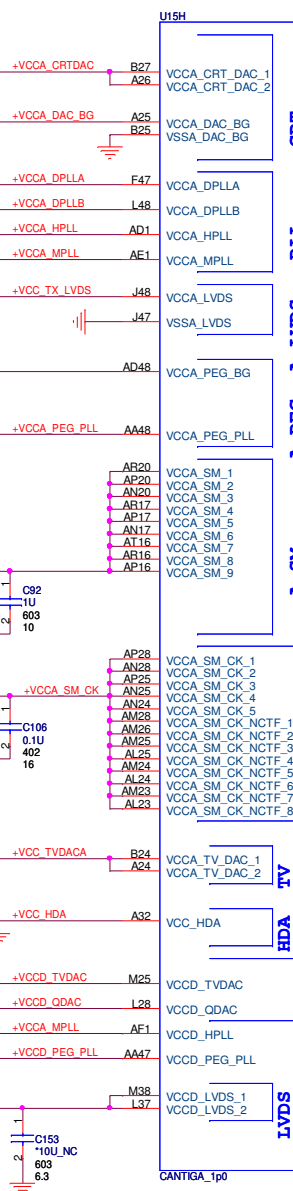 U15H
+VCCA_CRTDAC B27 VCCA_CRT_DAC_1
A26 VCCA_CRT_DAC_2
+VCCA_DAC_BG A25 VCCA_DAC_BG
B25 VSSA_DAC_BG
+VCCA_DPLLA F47 VCCA_DPLLA
+VCCA_DPLLB L48 VCCA_DPLLB
+VCCA_HPLL AD1 VCCA_HPLL
+VCCA_MPLL AE1 VCCA_MPLL
+VCC_TX_LVDS J48 VCCA_LVDS
J47 VSSA_LVDS
AD48 VCCA_PEG_BG
+VCCA_PEG_PLL AA48 VCCA_PEG_PLL
AR20 VCCA_SM_1
AP20 VCCA_SM_2
AN20 VCCA_SM_3
AR17 VCCA_SM_4
AP17 VCCA_SM_5
AN17 VCCA_SM_6
AT16 VCCA_SM_7
AR16 VCCA_SM_8
AP16 VCCA_SM_9
1
C92
1U
2
603
10
AP28 VCCA_SM_CK_1
AN28 VCCA_SM_CK_2
AP25 VCCA_SM_CK_3
+VCCA_SM_CK AN25 VCCA_SM_CK_4
AN24 VCCA_SM_CK_5
AM28 VCCA_SM_CK_NCTF_1
AM26 VCCA_SM_CK_NCTF_2
AM25 VCCA_SM_CK_NCTF_3
AL25 VCCA_SM_CK_NCTF_4
AM24 VCCA_SM_CK_NCTF_5
AL24 VCCA_SM_CK_NCTF_6
AM23 VCCA_SM_CK_NCTF_7
AL23 VCCA_SM_CK_NCTF_8
1
C106
0.1U
2
402
16
+VCC_TVDACA B24 VCCA_TV_DAC_1
A24 VCCA_TV_DAC_2
TV
+VCC_HDA A32 VCC_HDA
HDA
+VCCD_TVDAC M25 VCCD_TVDAC
+VCCD_QDAC L28 VCCD_QDAC
+VCCA_MPLL AF1 VCCD_HPLL
+VCCD_PEG_PLL AA47 VCCD_PEG_PLL
M38 VCCD_LVDS_1
L37 VCCD_LVDS_2
LVDS
1
C153
*10U_NC
2
603
6.3
CANTIGA_1p0